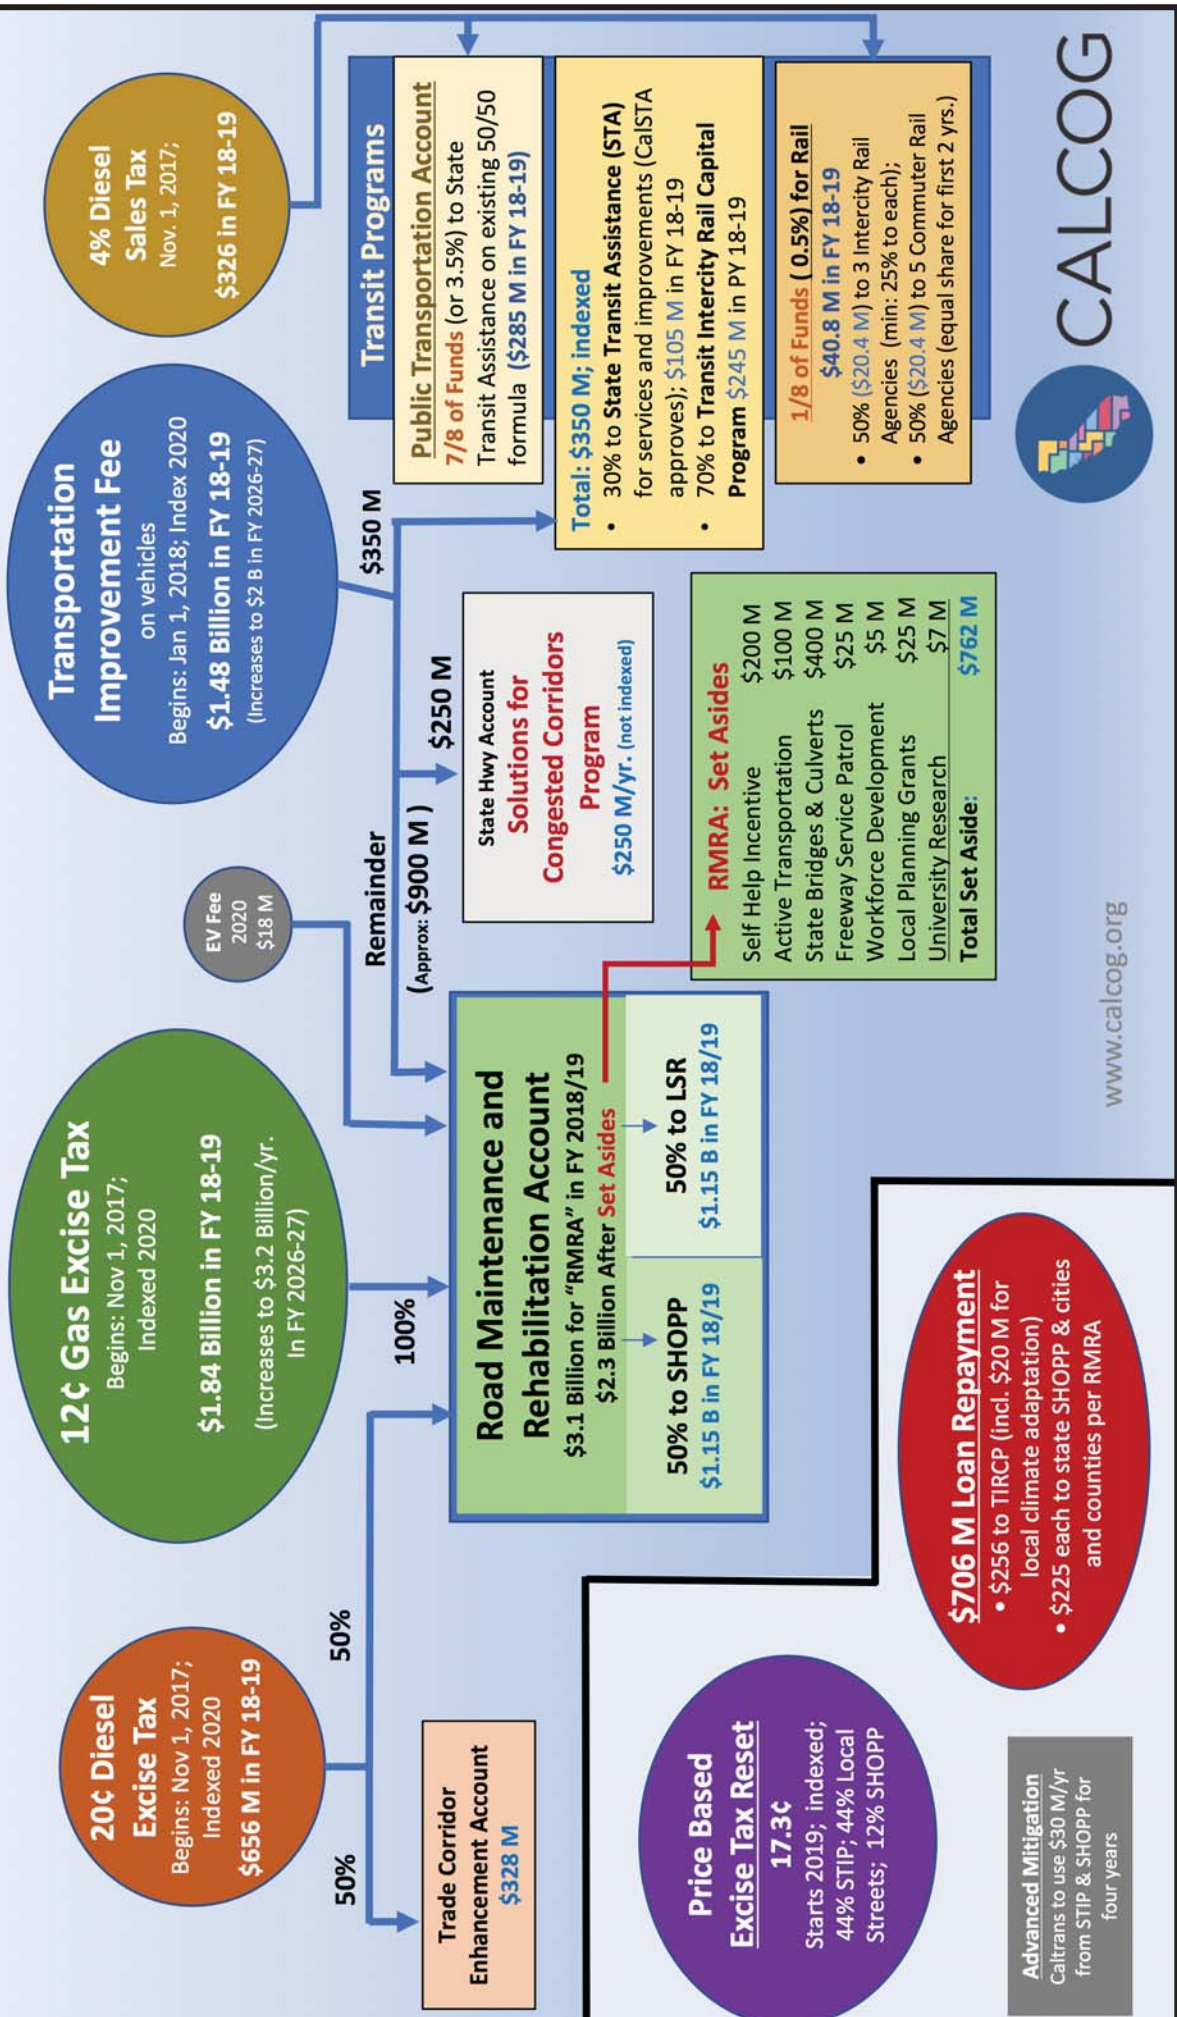 20¢ Diesel
Excise Tax
Begins: Nov 1, 2017;
Indexed 2020
$656 M in FY 18-19
12¢ Gas Excise Tax
Begins: Nov 1, 2017;
Indexed 2020
$1.84 Billion in FY 18-19
(Increases to $3.2 Billion/yr.
In FY 2026-27)
EV Fee
2020
$18 M
Transportation
Improvement Fee
on vehicles
Begins: Jan 1, 2018; Index 2020
$1.48 Billion in FY 18-19
(Increases to $2 B in FY 2026-27)
4% Diesel
Sales Tax
Nov. 1, 2017;
$326 in FY 18-19
50%
50%
100%
Remainder
(Approx: $900 M )
$250 M
$350 M
Trade Corridor
Enhancement Account
$328 M
Road Maintenance and
Rehabilitation Account
$3.1 Billion for "RMRA" in FY 2018/19
$2.3 Billion After Set Asides
50% to SHOPP
$1.15 B in FY 18/19
50% to LSR
$1.15 B in FY 18/19
State Hwy Account
Solutions for
Congested Corridors
Program
$250 M/yr. (not indexed)
RMRA: Set Asides
Self Help Incentive $200 M
Active Transportation $100 M
State Bridges & Culverts $400 M
Freeway Service Patrol $25 M
Workforce Development $5 M
Local Planning Grants $25 M
University Research $7 M
Total Set Aside: $762 M
Transit Programs
Public Transportation Account
7/8 of Funds (or 3.5%) to State
Transit Assistance on existing 50/50
formula ($285 M in FY 18-19)
Total: $350 M; indexed
• 30% to State Transit Assistance (STA)
for services and improvements (CalSTA
approves); $105 M in FY 18-19
• 70% to Transit Intercity Rail Capital
Program $245 M in PY 18-19
1/8 of Funds ( 0.5%) for Rail
$40.8 M in FY 18-19
• 50% ($20.4 M) to 3 Intercity Rail
Agencies (min: 25% to each);
• 50% ($20.4 M) to 5 Commuter Rail
Agencies (equal share for first 2 yrs.)
Price Based
Excise Tax Reset
17.3¢
Starts 2019; indexed;
44% STIP; 44% Local
Streets; 12% SHOPP
$706 M Loan Repayment
• $256 to TIRCP (incl. $20 M for
local climate adaptation)
• $225 each to state SHOPP & cities
and counties per RMRA
Advanced Mitigation
Caltrans to use $30 M/yr
from STIP & SHOPP for
four years
www.calcog.org
CALCOG